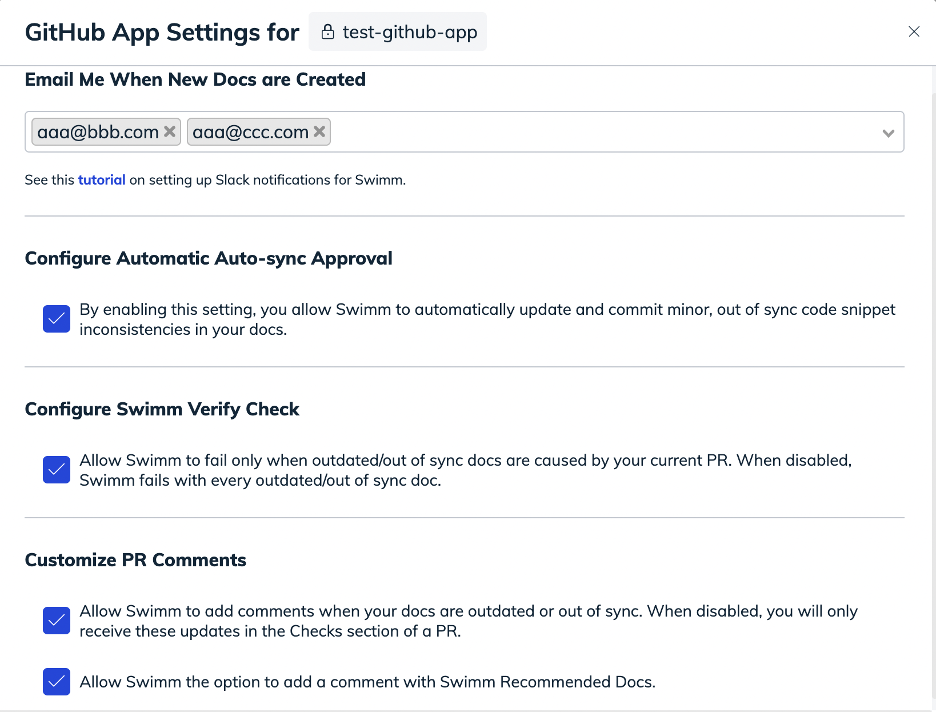 GitHub App Settings for test-github-app
Email Me When New Docs are Created
aaa@bbb.com aaa@ccc.com
See this tutorial on setting up Slack notifications for Swimm.
Configure Automatic Auto-sync Approval
By enabling this setting, you allow Swimm to automatically update and commit minor, out of sync code snippet
inconsistencies in your docs.
Configure Swimm Verify Check
Allow Swimm to fail only when outdated/out of sync docs are caused by your current PR. When disabled,
Swimm fails with every outdated/out of sync doc.
Customize PR Comments
Allow Swimm to add comments when your docs are outdated or out of sync. When disabled, you will only
receive these updates in the Checks section of a PR.
Allow Swimm the option to add a comment with Swimm Recommended Docs.